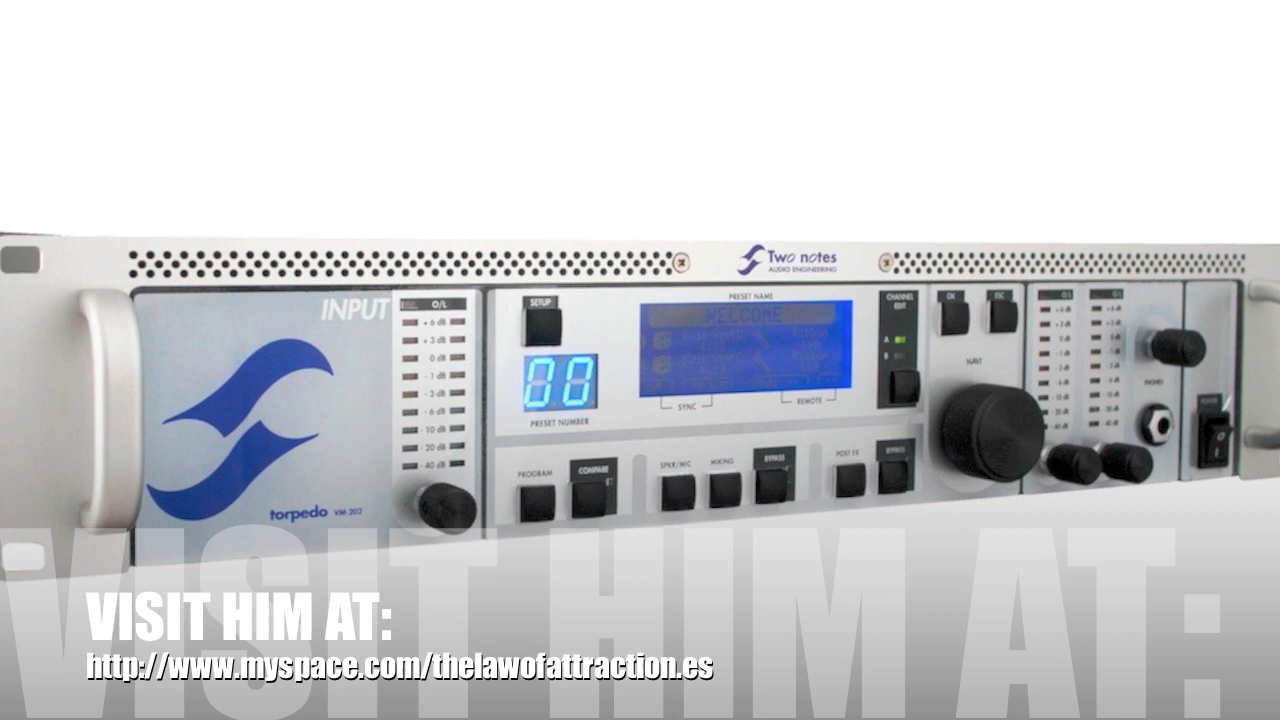 Two notes
AUDIO ENGINEERING
INPUT
O/L
+ 6 dB
+ 3 dB
0 dB
- 1 dB
- 3 dB
- 6 dB
- 10 dB
- 20 dB
- 40 dB
torpedo VM-202
SETUP
00
PRESET NUMBER
PRESET NAME
WELCOME
SYNC
REMOTE
CHANNEL
EDIT
A
B
PROGRAM
COMPARE
SPKR/MIC
MIKING
BYPASS
POST FX
BYPASS
OK
ESC
NAVI
O/L
O/L
PHONES
POWER
VISIT HIM AT:
VISIT HIM AT:
http://www.myspace.com/thelawofattraction.es